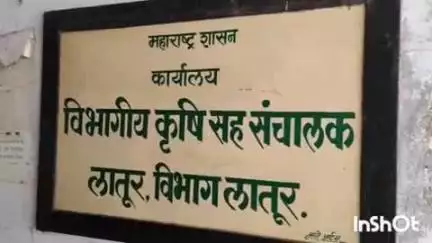 महाराष्ट्र शासन
कार्यालय
विभागीय कृषि सह संचालक
लातूर, विभाग लातूर.
InShOt